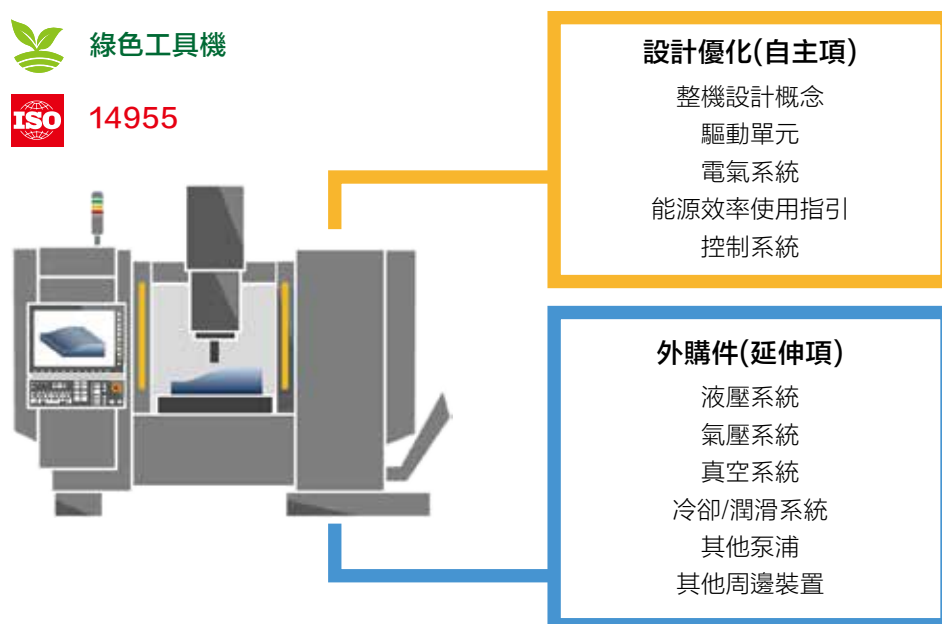 綠色工具機
ISO
14955
設計優化(自主項)
整機設計概念
驅動單元
電氣系統
能源效率使用指引
控制系統
外購件(延伸項)
液壓系統
氣壓系統
真空系統
冷卻/潤滑系統
其他泵浦
其他周邊裝置